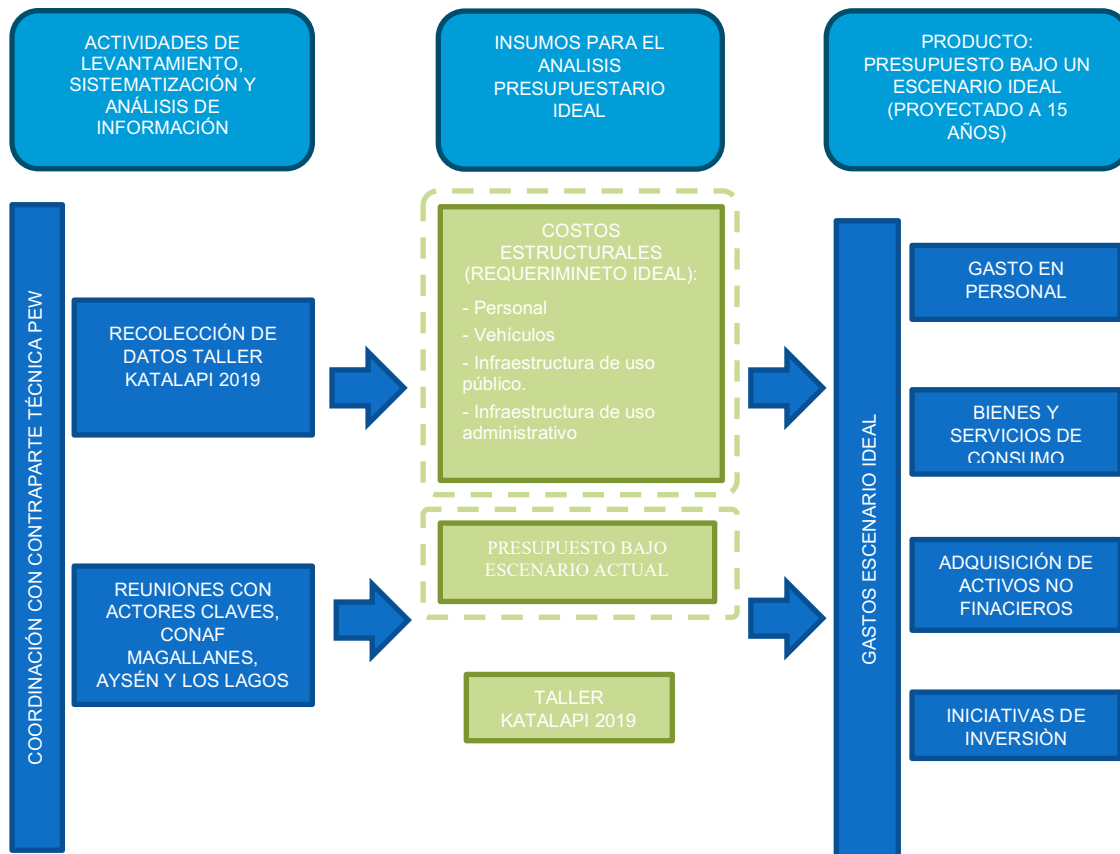 ACTIVIDADES DE
LEVANTAMIENTO,
SISTEMATIZACIÓN Y
ANÁLISIS DE
INFORMACIÓN
INSUMOS PARA EL
ANALISIS
PRESUPUESTARIO
IDEAL
PRODUCTO:
PRESUPUESTO BAJO UN
ESCENARIO IDEAL
(PROYECTADO A 15
AÑOS)
COORDINACIÓN CON CONTRAPARTE TÉCNICA PEW
RECOLECCIÓN DE
DATOS TALLER
KATALAPI 2019
REUNIONES CON
ACTORES CLAVES,
CONAF
MAGALLANES,
AYSÉN Y LOS LAGOS
COSTOS
ESTRUCTURALES
(REQUERIMINETO IDEAL):
- Personal
- Vehículos
- Infraestructura de uso
público.
- Infraestructura de uso
administrativo
PRESUPUESTO BAJO
ESCENARIO ACTUAL
TALLER
KATALAPI 2019
GASTOS ESCENARIO IDEAL
GASTO EN
PERSONAL
BIENES Y
SERVICIOS DE
CONSUMO
ADQUISICIÓN DE
ACTIVOS NO
FINACIEROS
INICIATIVAS DE
INVERSIÒN